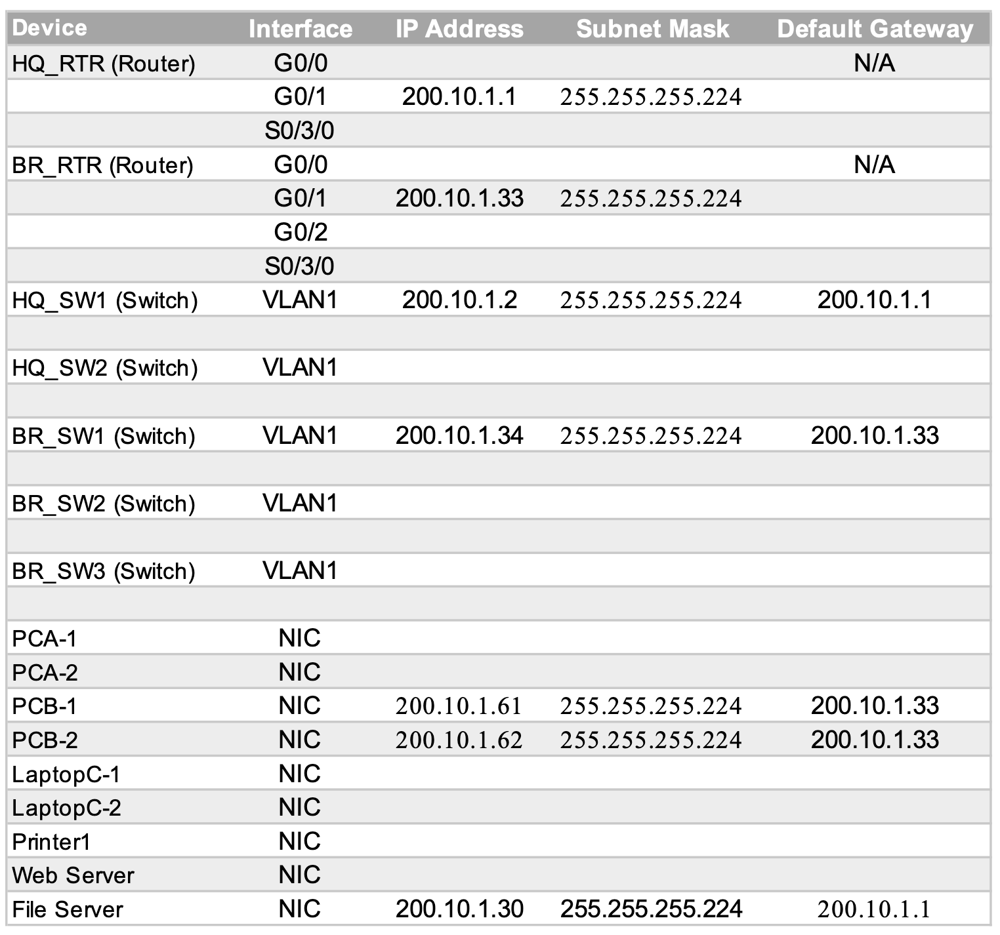 Device Interface IP Address Subnet Mask Default Gateway
HQ_RTR (Router) G0/0 N/A
G0/1 200.10.1.1 255.255.255.224
S0/3/0
BR_RTR (Router) G0/0 N/A
G0/1 200.10.1.33 255.255.255.224
G0/2
S0/3/0
HQ_SW1 (Switch) VLAN1 200.10.1.2 255.255.255.224 200.10.1.1
HQ_SW2 (Switch) VLAN1
BR_SW1 (Switch) VLAN1 200.10.1.34 255.255.255.224 200.10.1.33
BR_SW2 (Switch) VLAN1
BR_SW3 (Switch) VLAN1
PCA-1 NIC
PCA-2 NIC
PCB-1 NIC 200.10.1.61 255.255.255.224 200.10.1.33
PCB-2 NIC 200.10.1.62 255.255.255.224 200.10.1.33
LaptopC-1 NIC
LaptopC-2 NIC
Printer1 NIC
Web Server NIC
File Server NIC 200.10.1.30 255.255.255.224 200.10.1.1